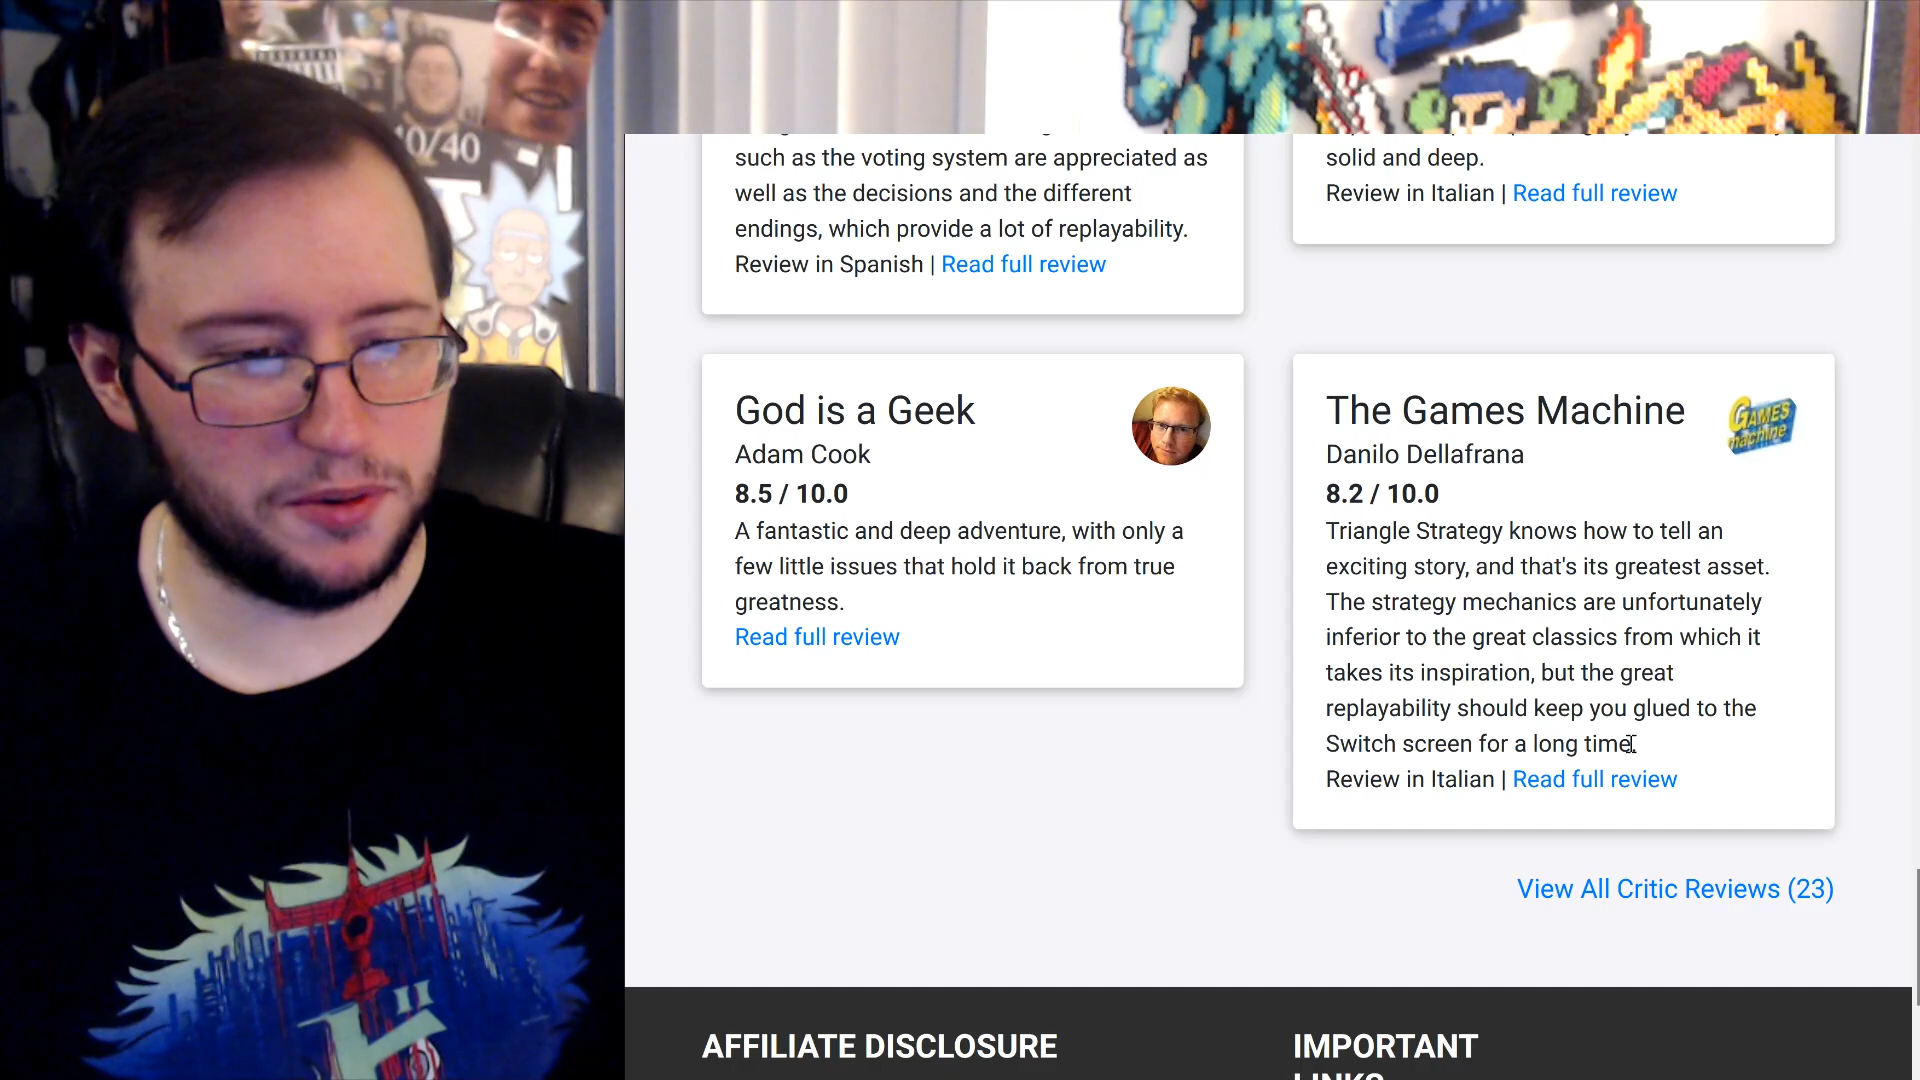 10/40
such as the voting system are appreciated as
well as the decisions and the different
endings, which provide a lot of replayability.
Review in Spanish | Read full review
solid and deep.
Review in Italian | Read full review
God is a Geek
Adam Cook
8.5 / 10.0
A fantastic and deep adventure, with only a
few little issues that hold it back from true
greatness.
Read full review
The Games Machine
GAMES
machine
Danilo Dellafrana
8.2 / 10.0
Triangle Strategy knows how to tell an
exciting story, and that's its greatest asset.
The strategy mechanics are unfortunately
inferior to the great classics from which it
takes its inspiration, but the great
replayability should keep you glued to the
Switch screen for a long time.
Review in Italian | Read full review
View All Critic Reviews (23)
AFFILIATE DISCLOSURE
IMPORTANT
LINKS